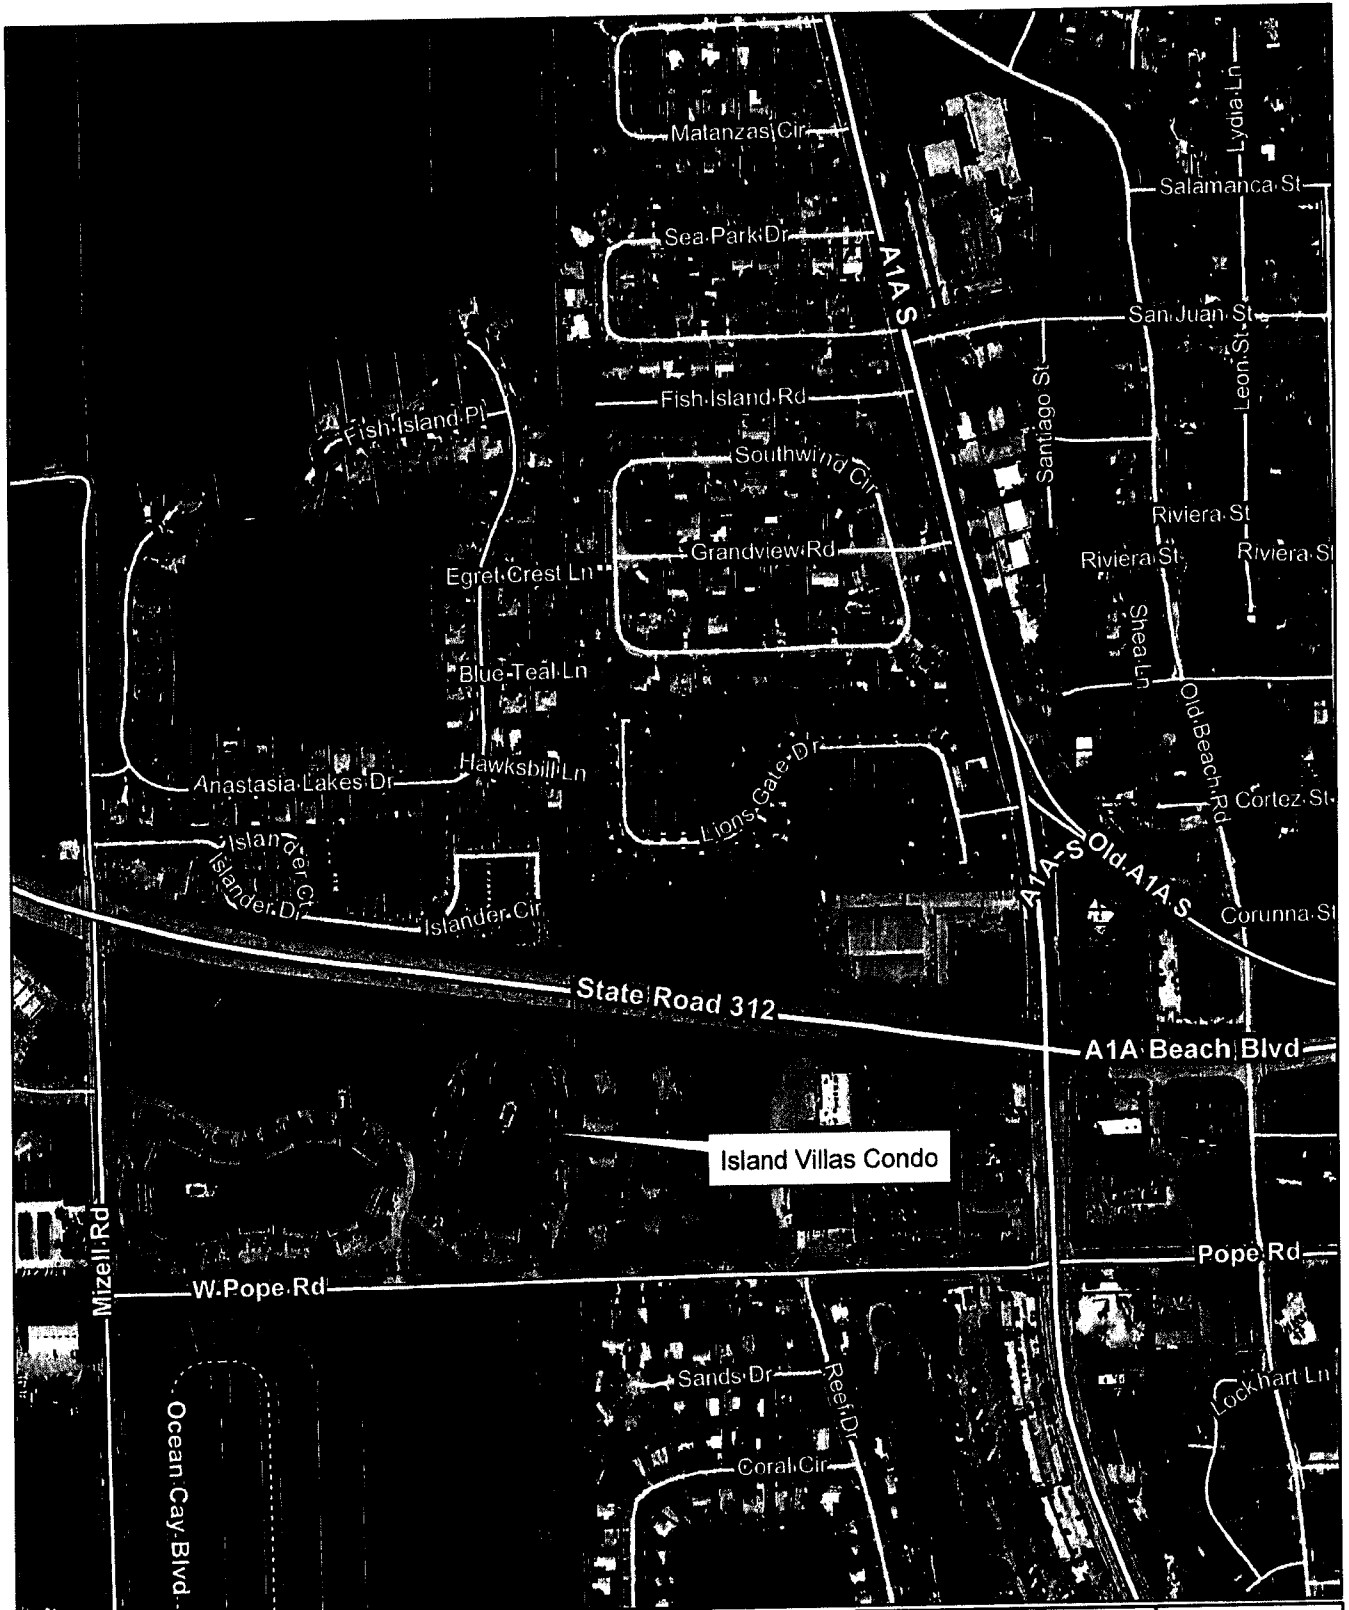 Matanzas Cir
Lydia Ln
Salamanca St
Sea Park Dr
A1A S
San Juan St
Leon St
Santiago St
Fish Island Rd
Fish Island Pl
Southwind Cir
Riviera St
Grandview Rd
Riviera St
Riviera St
Egret Crest Ln
Shea Ln
Blue Teal Ln
Old Beach Rd
Lions Gate Dr
Hawksbill Ln
Anastasia Lakes Dr
Cortez St
Islander Ct
Islander Dr
A1A S
Old A1A S
Islander Cir
Corunna St
State Road 312
A1A Beach Blvd
Island Villas Condo
Mizell Rd
Pope Rd
W Pope Rd
Sands Dr
Reef Dr
Lockhart Ln
Ocean Cay Blvd
Coral Cir